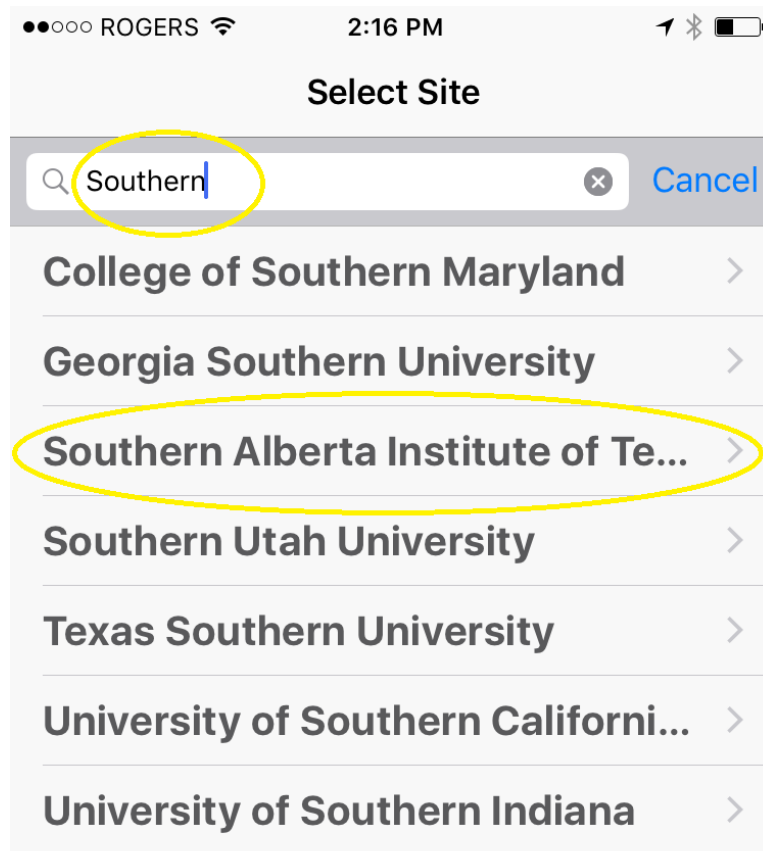 ROGERS 2:16 PM
Select Site
Southern Cancel
College of Southern Maryland
Georgia Southern University
Southern Alberta Institute of Te...
Southern Utah University
Texas Southern University
University of Southern Californi...
University of Southern Indiana